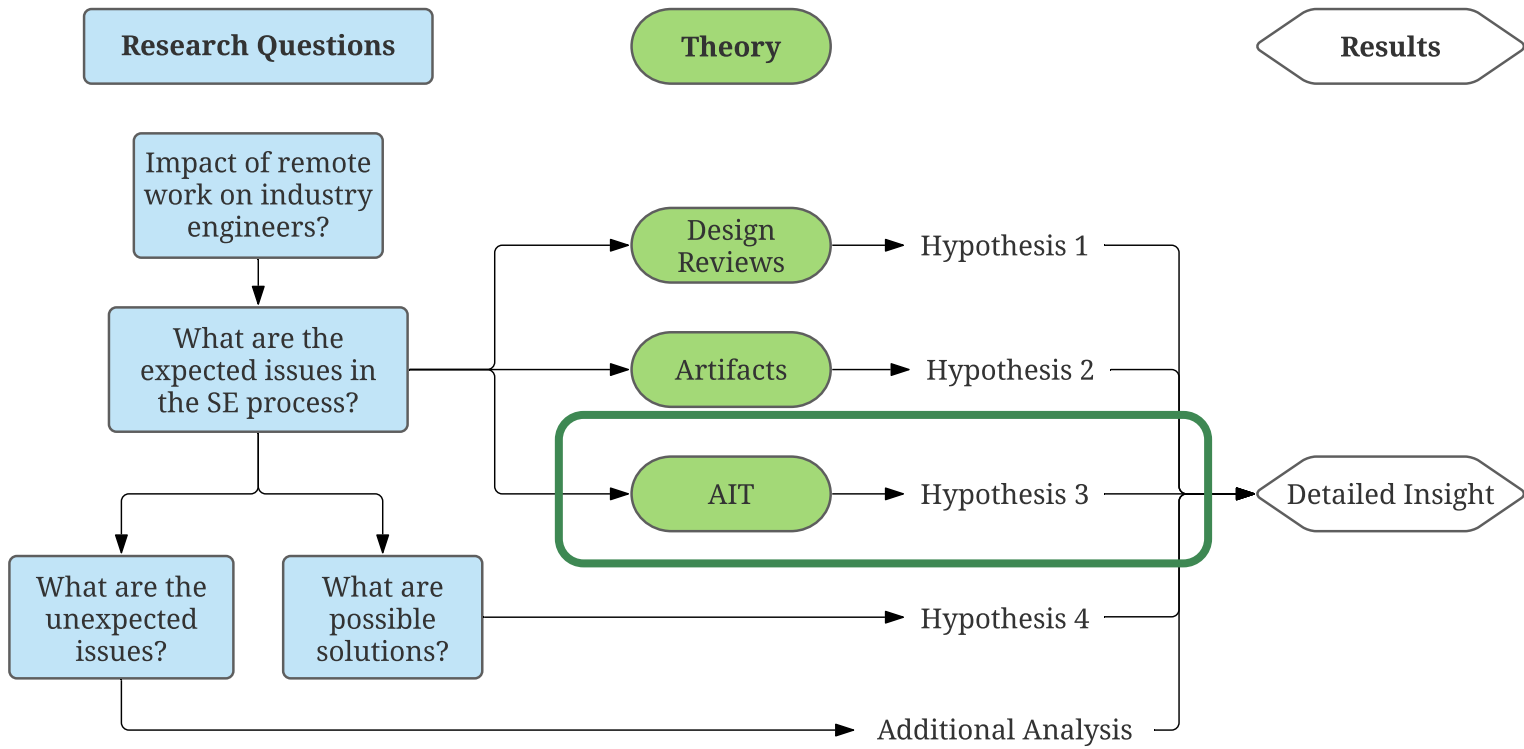 Research Questions
Theory
Results
Impact of remote
work on industry
engineers?
Design
Reviews
Hypothesis 1
What are the
expected issues in
the SE process?
Artifacts
Hypothesis 2
AIT
Hypothesis 3
Detailed Insight
What are the
unexpected
issues?
What are
possible
solutions?
Hypothesis 4
Additional Analysis